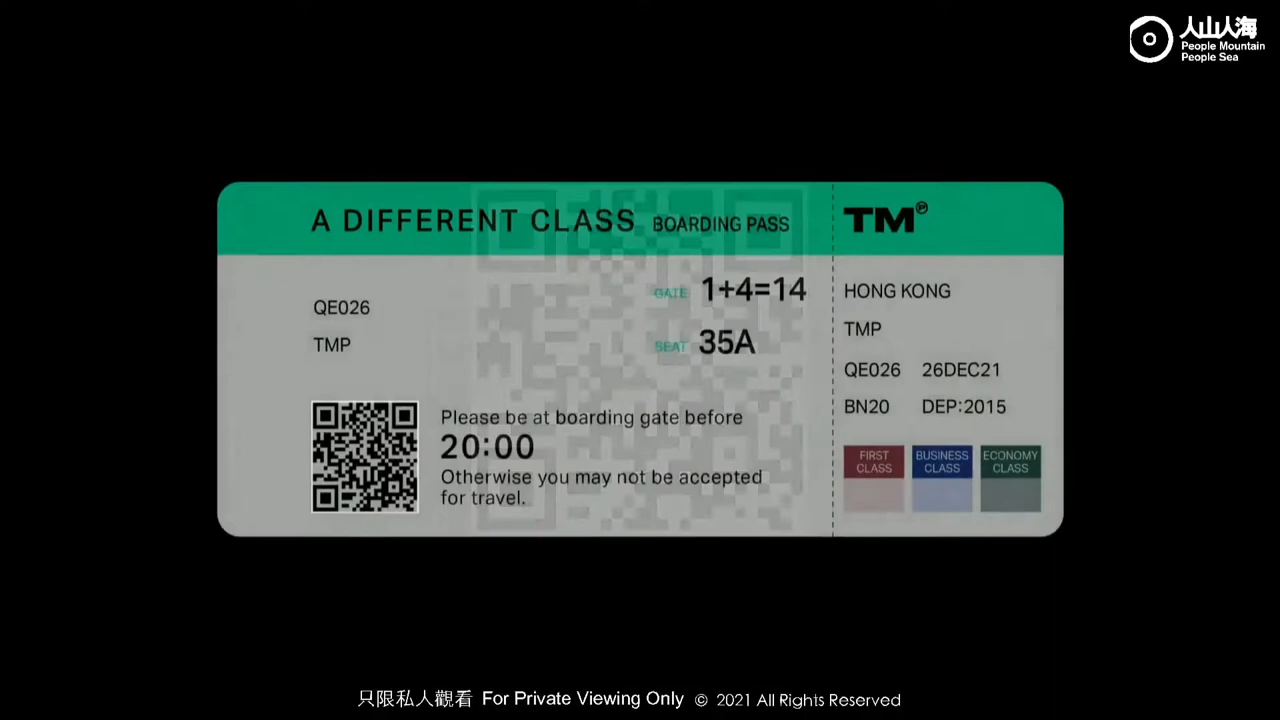 人山人海
People Mountain
People Sea
A DIFFERENT CLASS BOARDING PASS
TM℗
GATE 1+4=14
SEAT 35A
QE026
TMP
Please be at boarding gate before
20:00
Otherwise you may not be accepted
for travel.
HONG KONG
TMP
QE026 26DEC21
BN20 DEP:2015
FIRST CLASS
BUSINESS CLASS
ECONOMY CLASS
只限私人觀看 For Private Viewing Only © 2021 All Rights Reserved